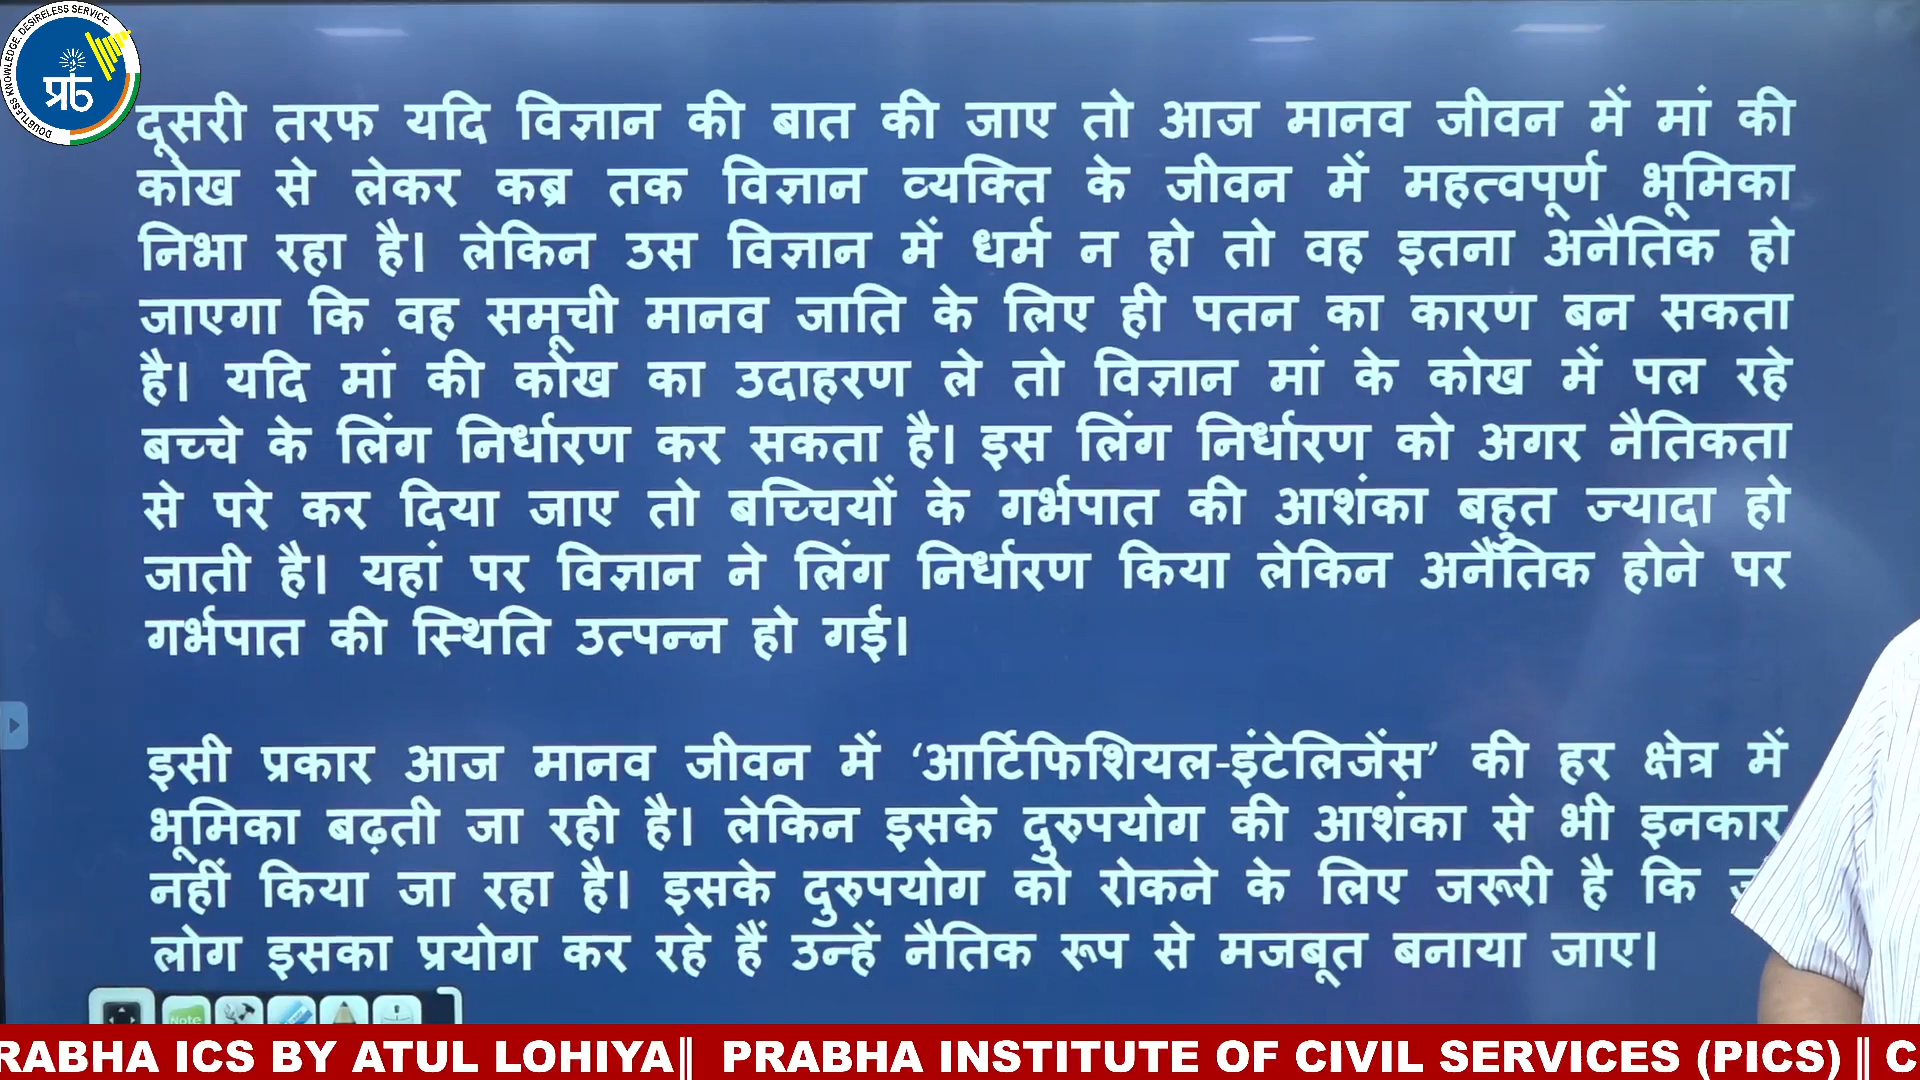 DOUBTLESS KNOWLEDGE, DESIRELESS SERVICE.
प्रb
दूसरी तरफ यदि विज्ञान की बात की जाए तो आज मानव जीवन में मां की
कोख से लेकर कब्र तक विज्ञान व्यक्ति के जीवन में महत्वपूर्ण भूमिका
निभा रहा है। लेकिन उस विज्ञान में धर्म न हो तो वह इतना अनैतिक हो
जाएगा कि वह समूची मानव जाति के लिए ही पतन का कारण बन सकता
है। यदि मां की कोख का उदाहरण ले तो विज्ञान मां के कोख में पल रहे
बच्चे के लिंग निर्धारण कर सकता है। इस लिंग निर्धारण को अगर नैतिकता
से परे कर दिया जाए तो बच्चियों के गर्भपात की आशंका बहुत ज्यादा हो
जाती है। यहां पर विज्ञान ने लिंग निर्धारण किया लेकिन अनैतिक होने पर
गर्भपात की स्थिति उत्पन्न हो गई।
इसी प्रकार आज मानव जीवन में ‘आर्टिफिशियल-इंटेलिजेंस’ की हर क्षेत्र में
भूमिका बढ़ती जा रही है। लेकिन इसके दुरुपयोग की आशंका से भी इनकार
नहीं किया जा रहा है। इसके दुरुपयोग को रोकने के लिए जरूरी है कि
लोग इसका प्रयोग कर रहे हैं उन्हें नैतिक रूप से मजबूत बनाया जाए।
Note
RABHA ICS BY ATUL LOHIYA‖ PRABHA INSTITUTE OF CIVIL SERVICES (PICS) ‖ C